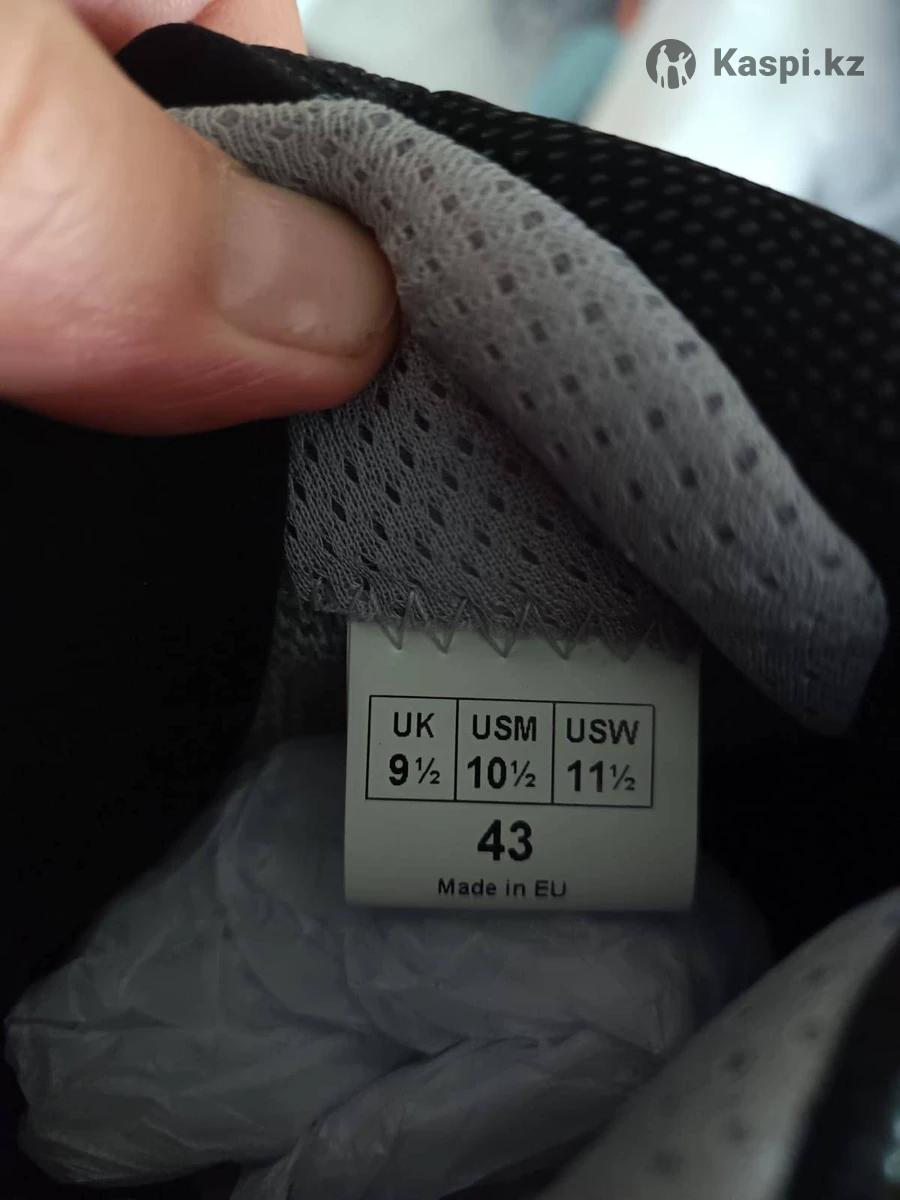 Kaspi.kz
UK USM USW
9½ 10½ 11½
43
Made in EU